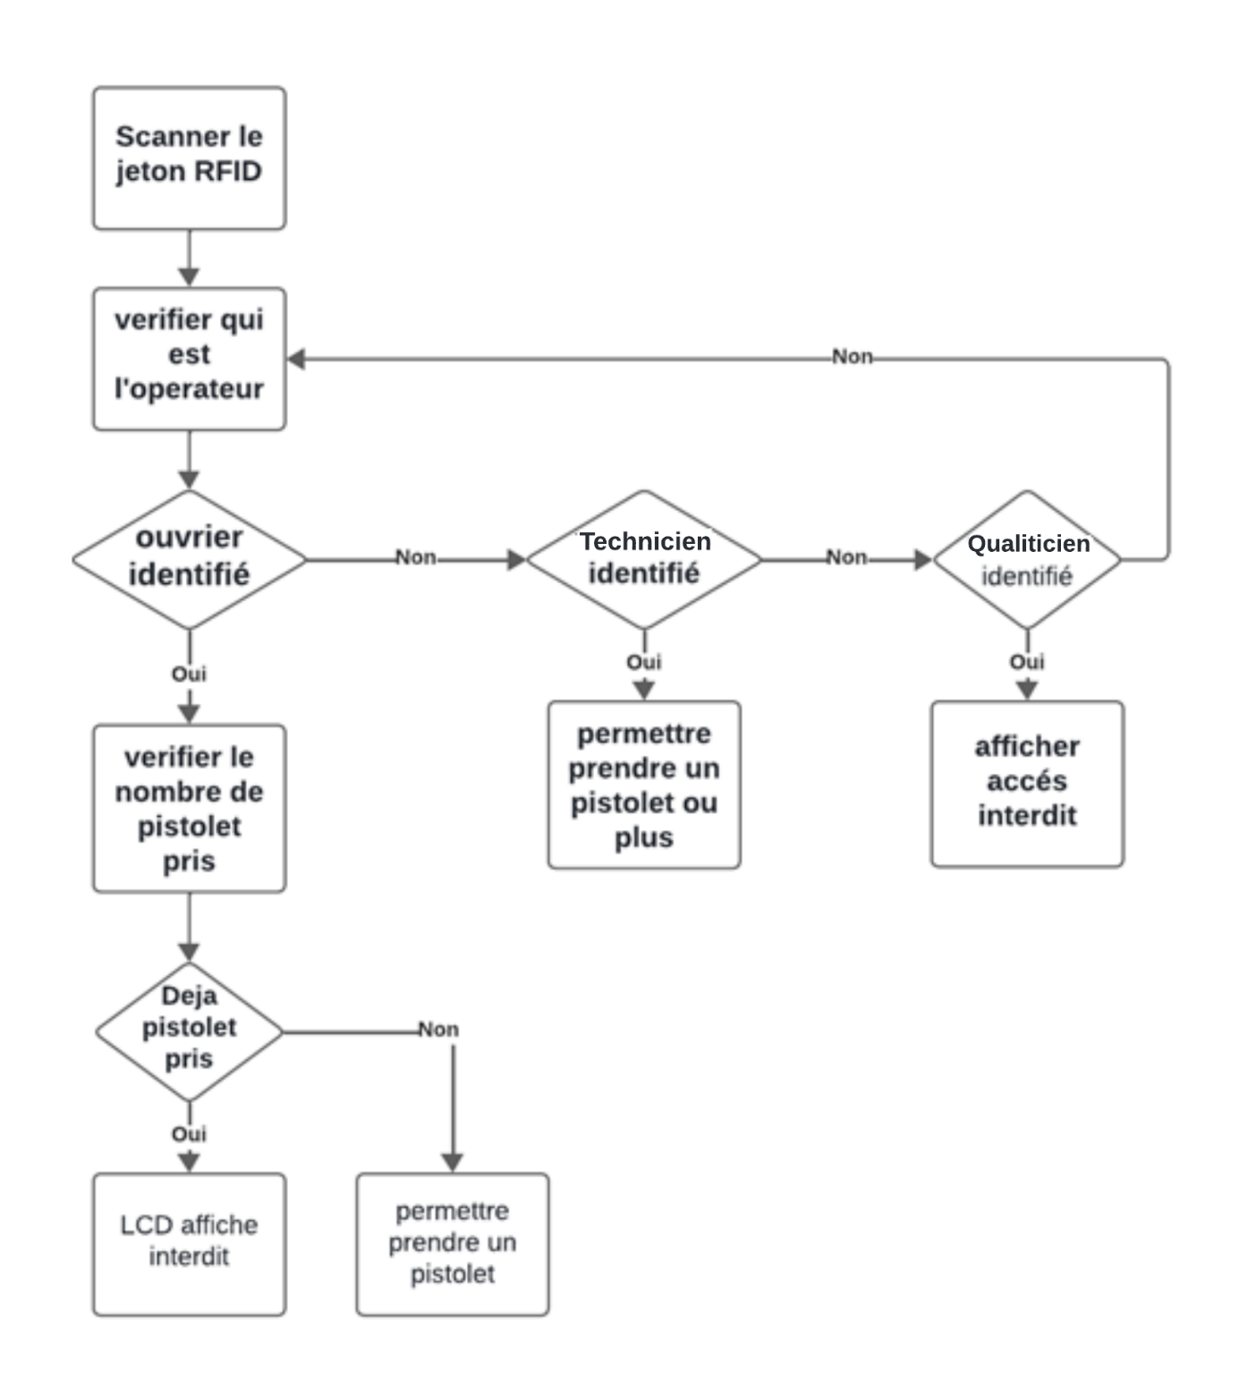 Scanner le
jeton RFID
verifier qui
est
l'operateur
Non
ouvrier
identifié
Non
Technicien
identifié
Non
Qualiticien
identifié
Oui
Oui
Oui
verifier le
nombre de
pistolet
pris
permettre
prendre un
pistolet ou
plus
afficher
accés
interdit
Deja
pistolet
pris
Non
Oui
LCD affiche
interdit
permettre
prendre un
pistolet